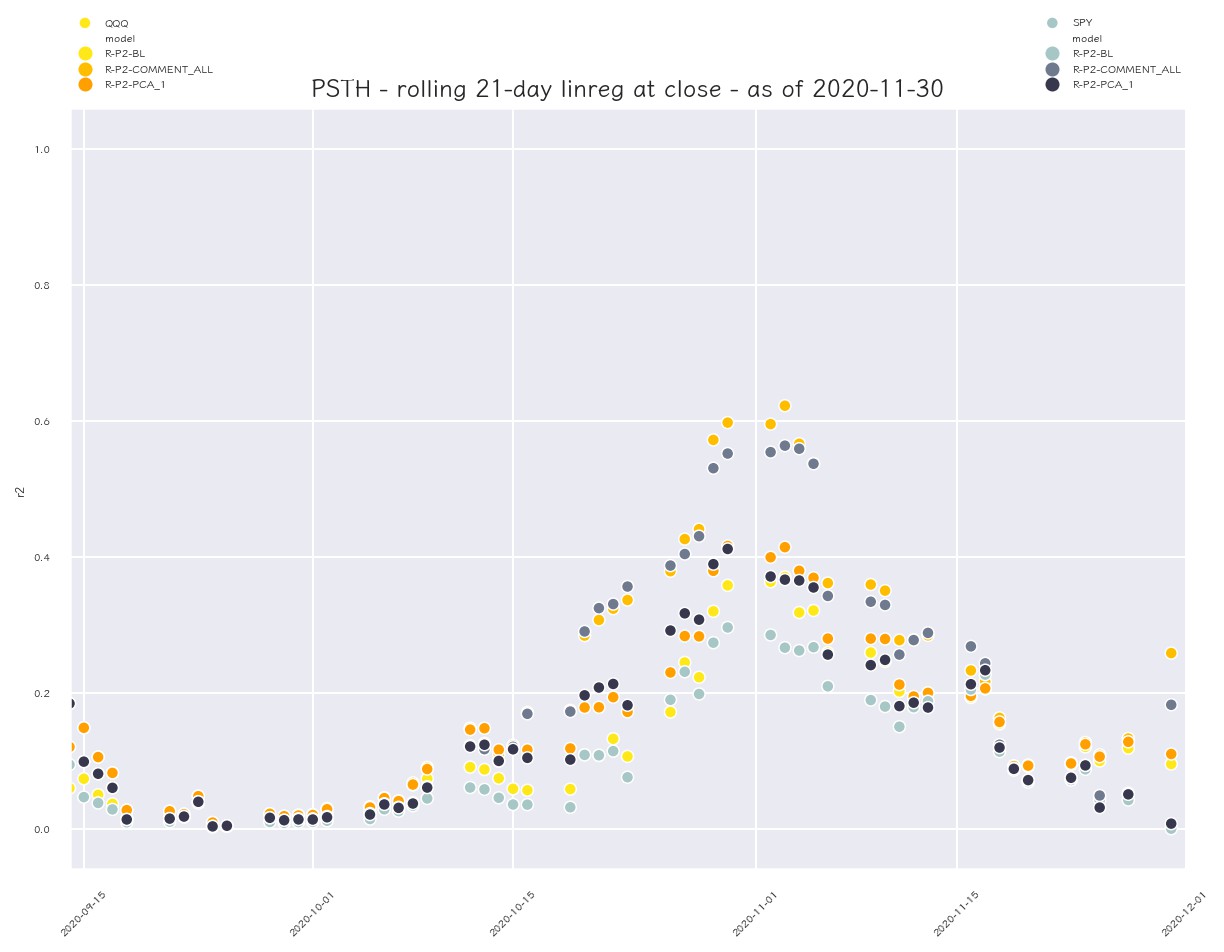 QQQ
model
R-P2-BL
R-P2-COMMENT_ALL
R-P2-PCA_1
SPY
model
R-P2-BL
R-P2-COMMENT_ALL
R-P2-PCA_1
PSTH - rolling 21-day linreg at close - as of 2020-11-30
1.0
0.8
0.6
r2
0.4
0.2
0.0
2020-09-15
2020-10-01
2020-10-15
2020-11-01
2020-11-15
2020-12-01